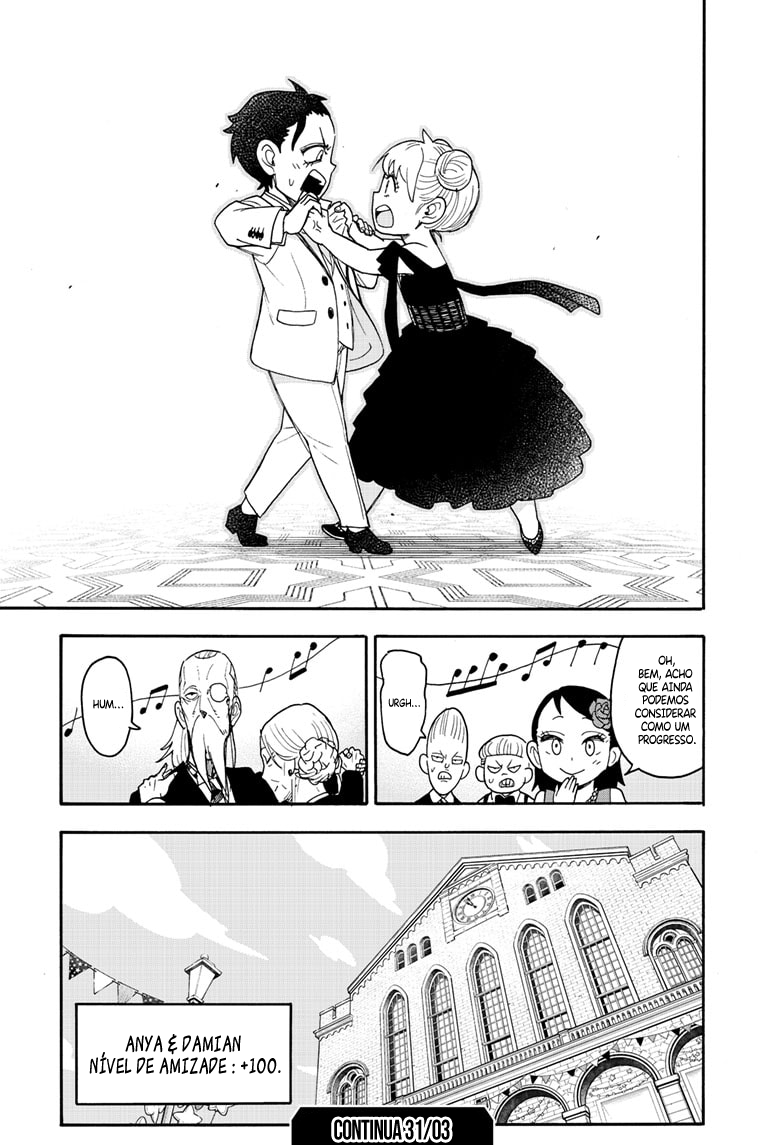 OH,
BEM, ACHO
QUE AINDA
PODEMOS
CONSIDERAR
COMO UM
PROGRESSO.
URGH...
HUM...
ANYA & DAMIAN
NÍVEL DE AMIZADE : +100.
CONTINUA 31/03